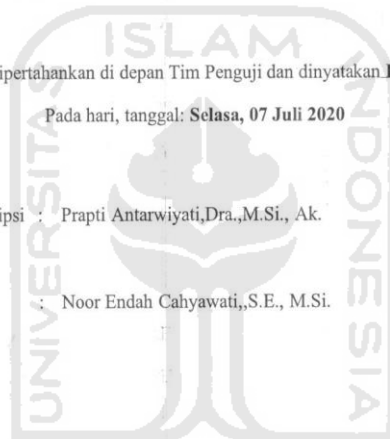 ISLAM
UNIVERSITAS
INDONESIA
ipertahankan di depan Tim Penguji dan dinyatakan
Pada hari, tanggal: Selasa, 07 Juli 2020
ipsi : Prapti Antarwiyati,Dra.,M.Si., Ak.
: Noor Endah Cahyawati,,S.E., M.Si.